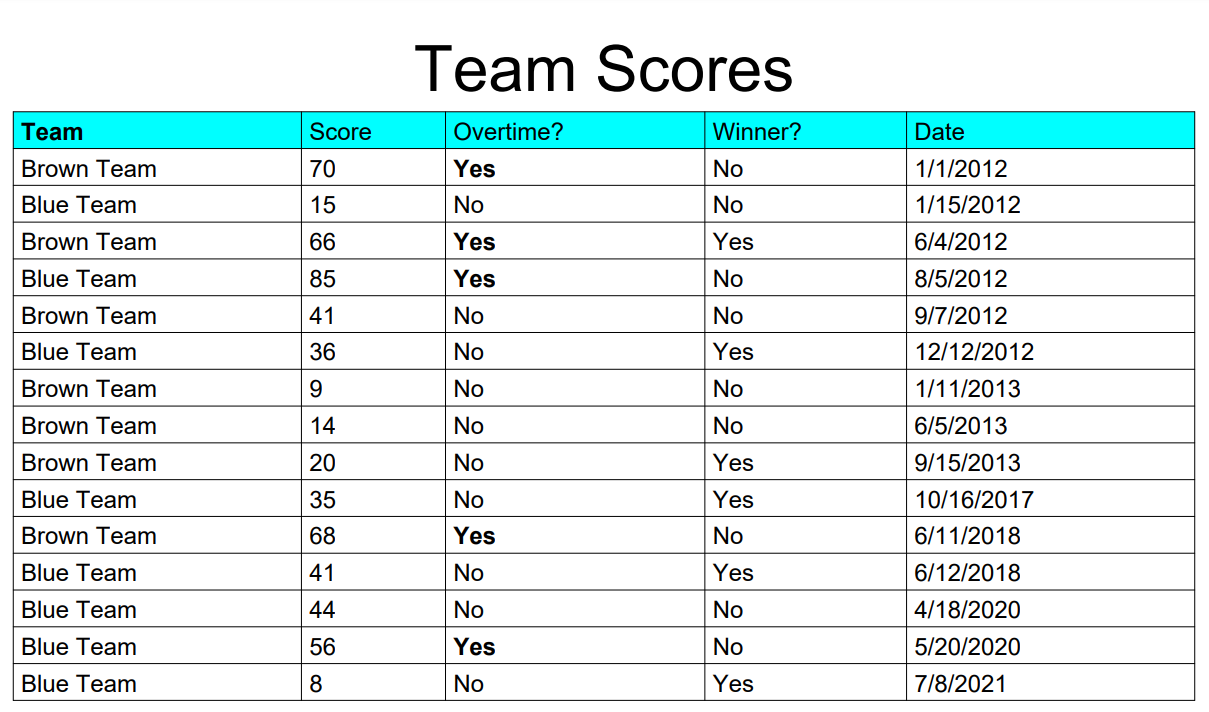 Team Scores
Team Score Overtime? Winner? Date
Brown Team 70 Yes No 1/1/2012
Blue Team 15 No No 1/15/2012
Brown Team 66 Yes Yes 6/4/2012
Blue Team 85 Yes No 8/5/2012
Brown Team 41 No No 9/7/2012
Blue Team 36 No Yes 12/12/2012
Brown Team 9 No No 1/11/2013
Brown Team 14 No No 6/5/2013
Brown Team 20 No Yes 9/15/2013
Blue Team 35 No Yes 10/16/2017
Brown Team 68 Yes No 6/11/2018
Blue Team 41 No Yes 6/12/2018
Blue Team 44 No No 4/18/2020
Blue Team 56 Yes No 5/20/2020
Blue Team 8 No Yes 7/8/2021